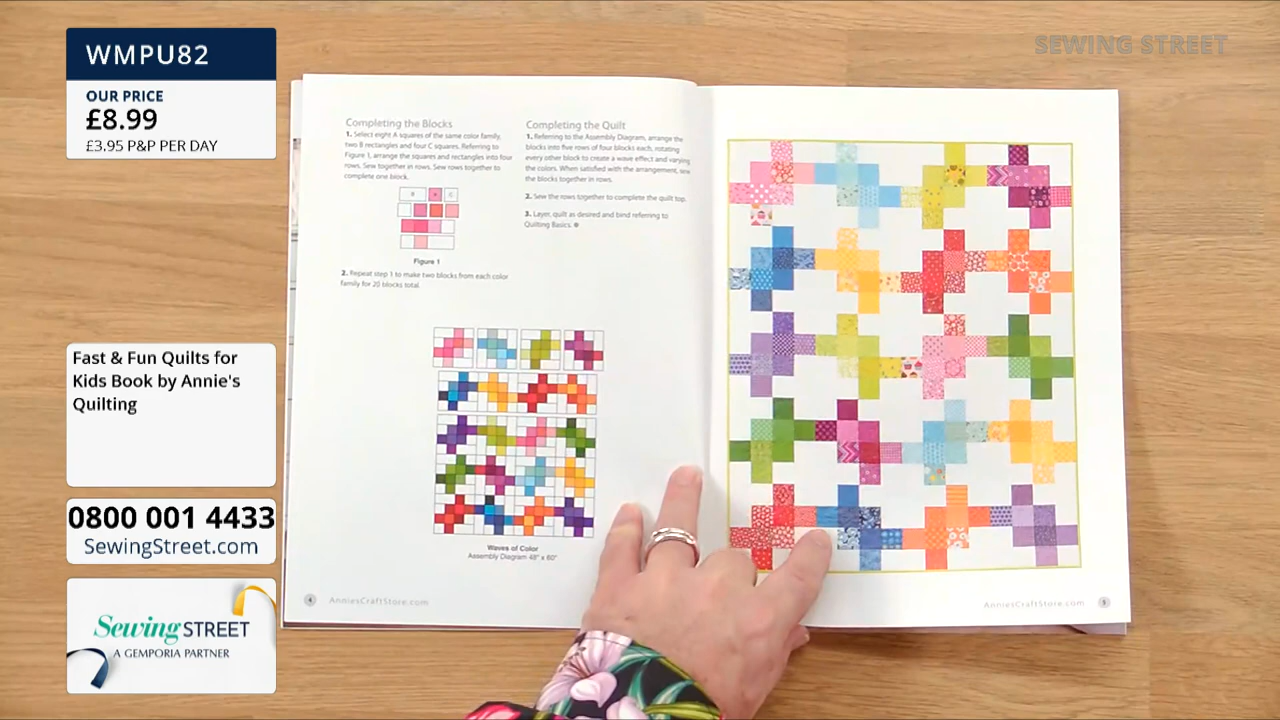 SEWING STREET
WMPU82
OUR PRICE
£8.99
£3.95 P&P PER DAY
Fast & Fun Quilts for
Kids Book by Annie's
Quilting
0800 001 4433
SewingStreet.com
Sewing STREET
A GEMPORIA PARTNER
Completing the Blocks
1. Select eight A squares of the same color family,
two B rectangles and four C squares. Referring to
Figure 1, arrange the squares and rectangles into four
rows. Sew together in rows. Sew rows together to
complete one block.
B A C
Figure 1
2. Repeat step 1 to make two blocks from each color
family for 20 blocks total.
Completing the Quilt
1. Referring to the Assembly Diagram, arrange the
blocks into five rows of four blocks each, rotating
every other block to create a wave effect and varying
the colors. When satisfied with the arrangement, sew
the blocks together in rows.
2. Sew the rows together to complete the quilt top.
3. Layer, quilt as desired and bind referring to
Quilting Basics.
Waves of Color
Assembly Diagram 48" x 60"
4 AnniesCraftStore.com
AnniesCraftStore.com 5